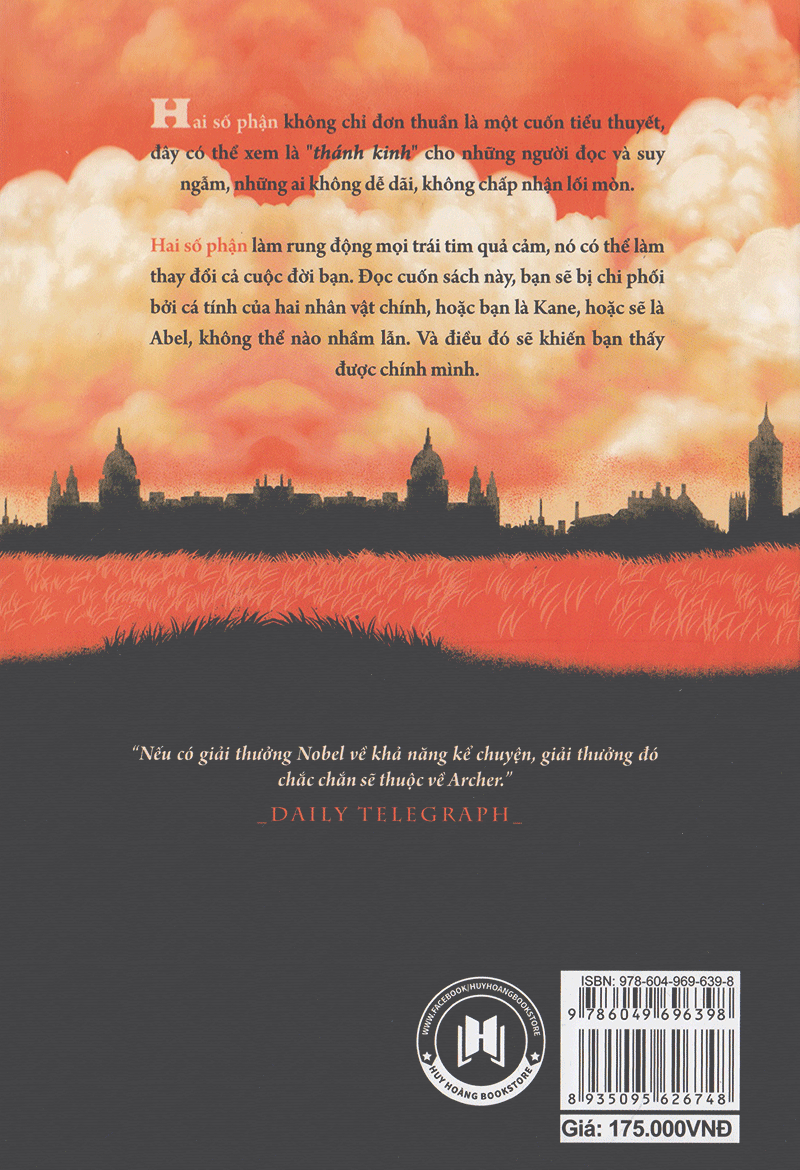 Hai số phận không chỉ đơn thuần là một cuốn tiểu thuyết,
đây có thể xem là "thánh kinh" cho những người đọc và suy
ngẫm, những ai không dễ dãi, không chấp nhận lối mòn.
Hai số phận làm rung động mọi trái tim quả cảm, nó có thể làm
thay đổi cả cuộc đời bạn. Đọc cuốn sách này, bạn sẽ bị chi phối
bởi cá tính của hai nhân vật chính, hoặc bạn là Kane, hoặc sẽ là
Abel, không thể nào nhầm lẫn. Và điều đó sẽ khiến bạn thấy
được chính mình.
“Nếu có giải thưởng Nobel về khả năng kể chuyện, giải thưởng đó
chắc chắn sẽ thuộc về Archer.”
_DAILY TELEGRAPH_
WWW.FACEBOOK/HUYHOANGBOOKSTORE
HUY HOÀNG BOOKSTORE
ISBN: 978-604-969-639-8
9 786049 696398
8 935095 626748
Giá: 175.000VNĐ